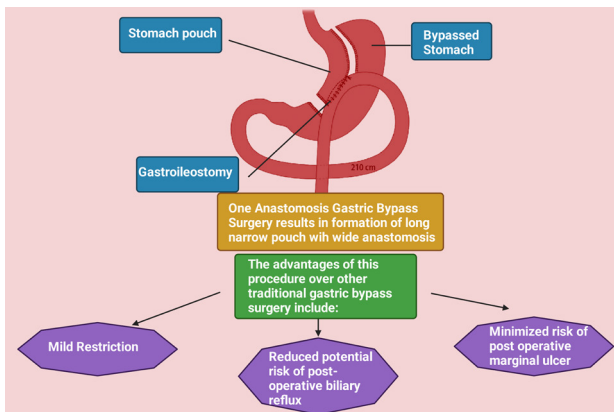 Stomach pouch
Bypassed
Stomach
210 cm
Gastroileostomy
One Anastomosis Gastric Bypass
Surgery results in formation of long
narrow pouch wih wide anastomosis
The advantages of this
procedure over other
traditional gastric bypass
surgery include:
Mild Restriction
Reduced potential
risk of post-
operative biliary
reflux
Minimized risk of
post operative
marginal ulcer